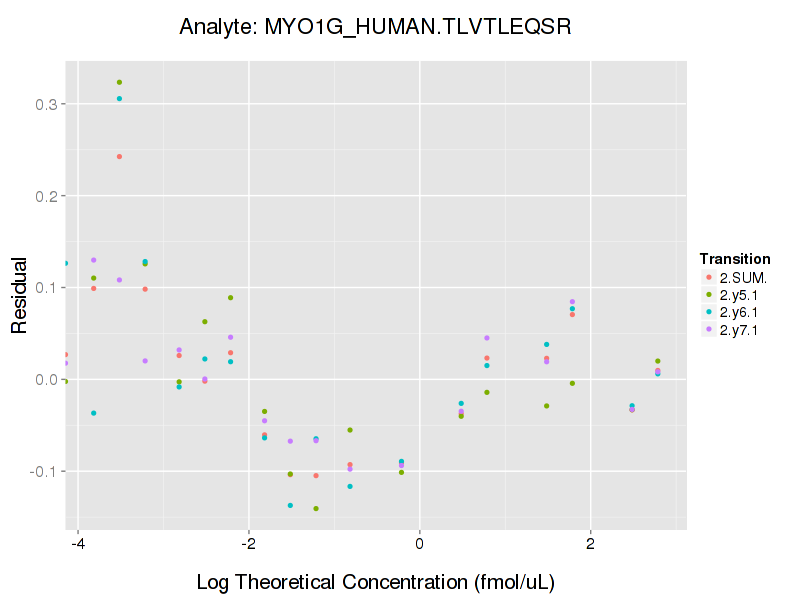 Analyte: MYO1G_HUMAN.TLVTLEQSR
0.3
0.2
0.1
0.0
-0.1
Residual
-4
-2
0
2
Log Theoretical Concentration (fmol/uL)
Transition
2.SUM.
2.y5.1
2.y6.1
2.y7.1